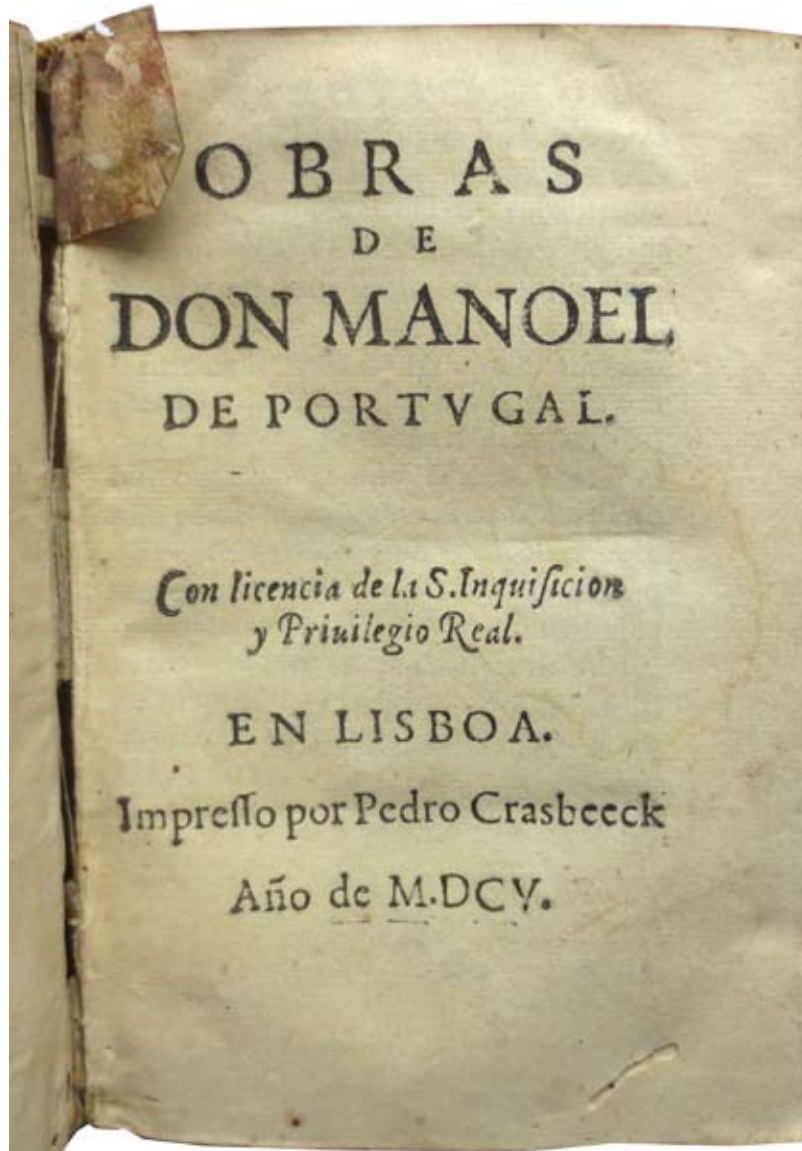 OBRAS
DE
DON MANOEL
DE PORTVGAL.
Con licencia de la S. Inquiſicion
y Priuilegio Real.
EN LISBOA.
Impreſſo por Pedro Crasbeeck
Año de M.DCV.